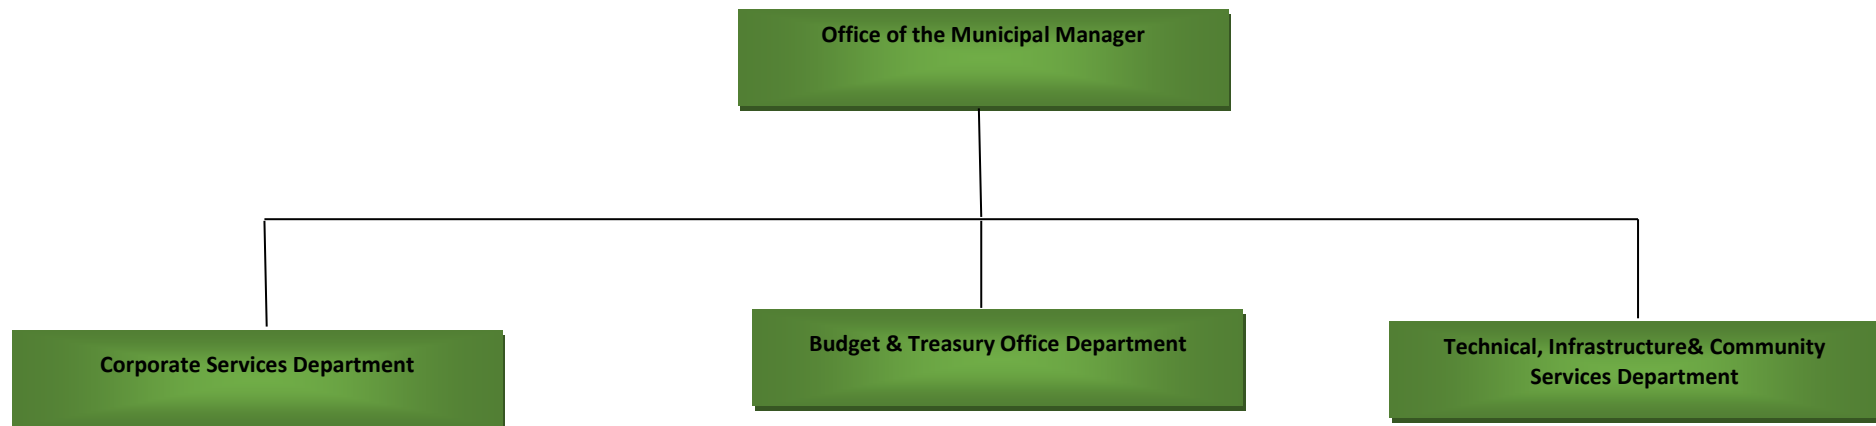 Office of the Municipal Manager
Corporate Services Department
Budget & Treasury Office Department
Technical, Infrastructure& Community
Services Department